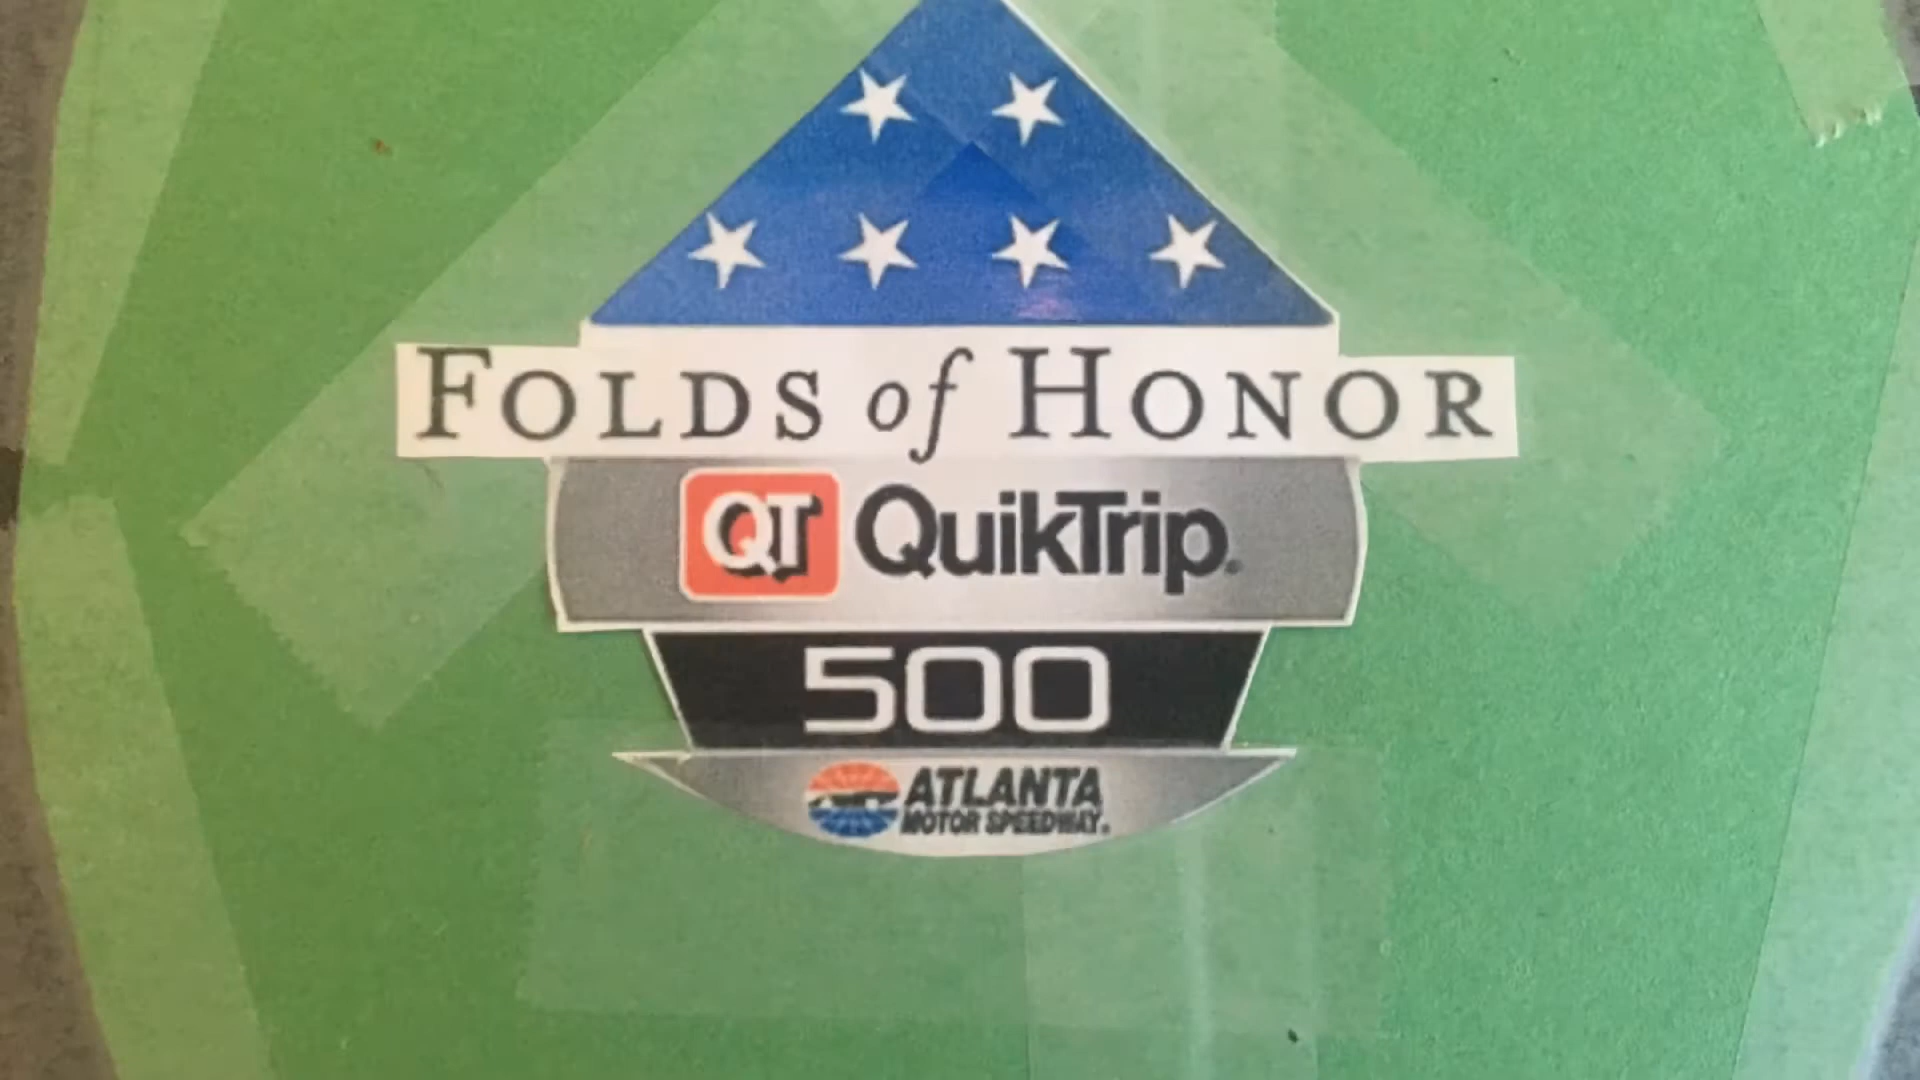 FOLDS of HONOR
QT QuikTrip.
500
ATLANTA
MOTOR SPEEDWAY.